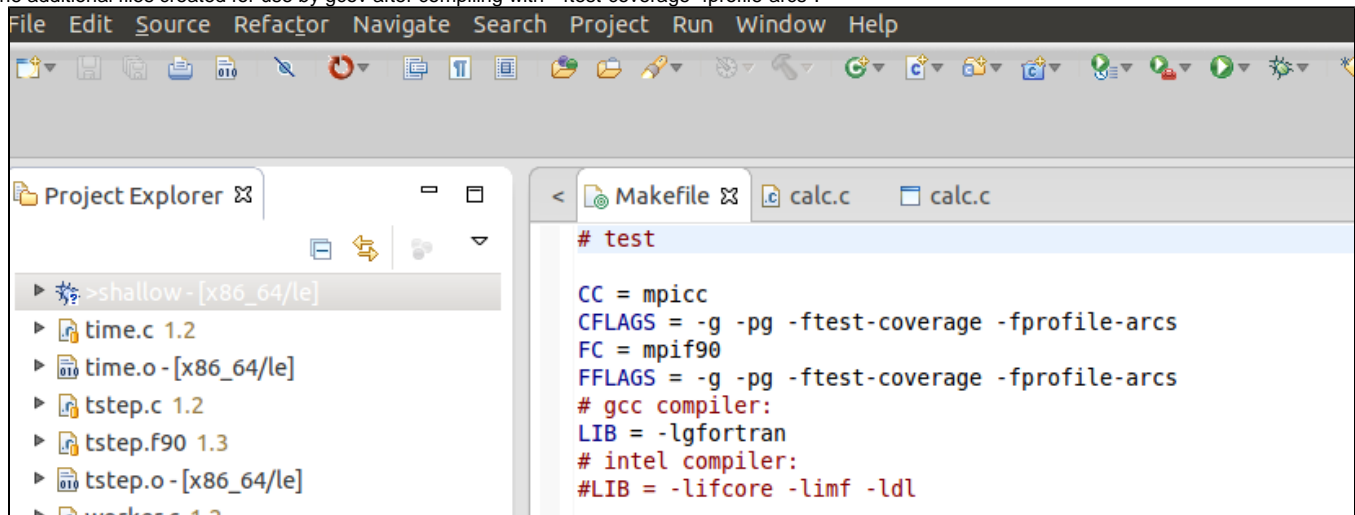 File Edit Source Refactor Navigate Search Project Run Window Help
Project Explorer
>shallow - [x86_64/le]
time.c 1.2
time.o - [x86_64/le]
tstep.c 1.2
tstep.f90 1.3
tstep.o - [x86_64/le]
< Makefile calc.c calc.c
# test
CC = mpicc
CFLAGS = -g -pg -ftest-coverage -fprofile-arcs
FC = mpif90
FFLAGS = -g -pg -ftest-coverage -fprofile-arcs
# gcc compiler:
LIB = -lgfortran
# intel compiler:
#LIB = -lifcore -limf -ldl